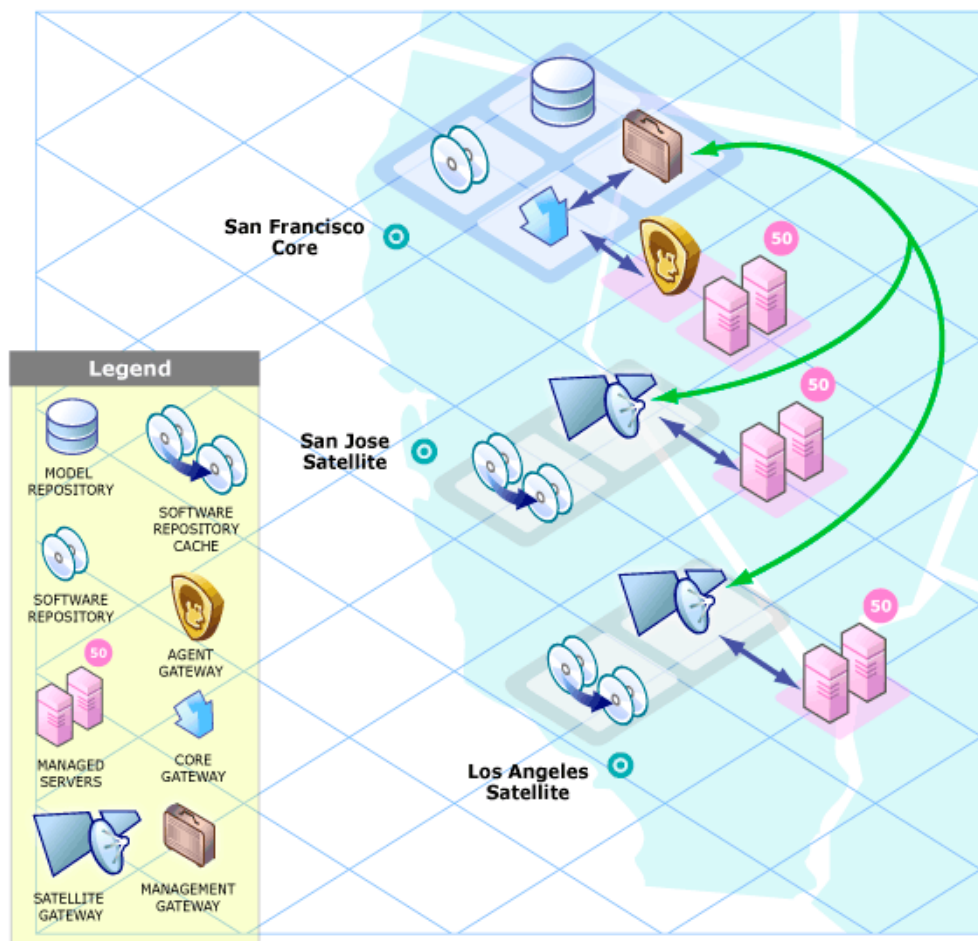 San Francisco
Core
50
San Jose
Satellite
50
Los Angeles
Satellite
50
Legend
MODEL
REPOSITORY
SOFTWARE
REPOSITORY
CACHE
SOFTWARE
REPOSITORY
AGENT
GATEWAY
50
MANAGED
SERVERS
CORE
GATEWAY
SATELLITE
GATEWAY
MANAGEMENT
GATEWAY